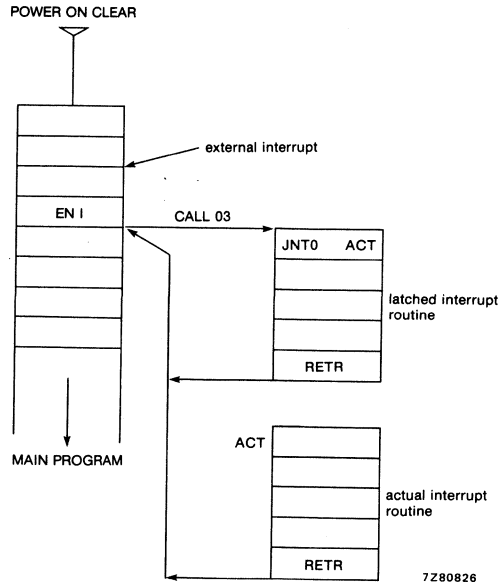 POWER ON CLEAR
external interrupt
EN I
CALL 03
JNT0 ACT
latched interrupt
routine
RETR
MAIN PROGRAM
ACT
actual interrupt
routine
RETR
7Z80826